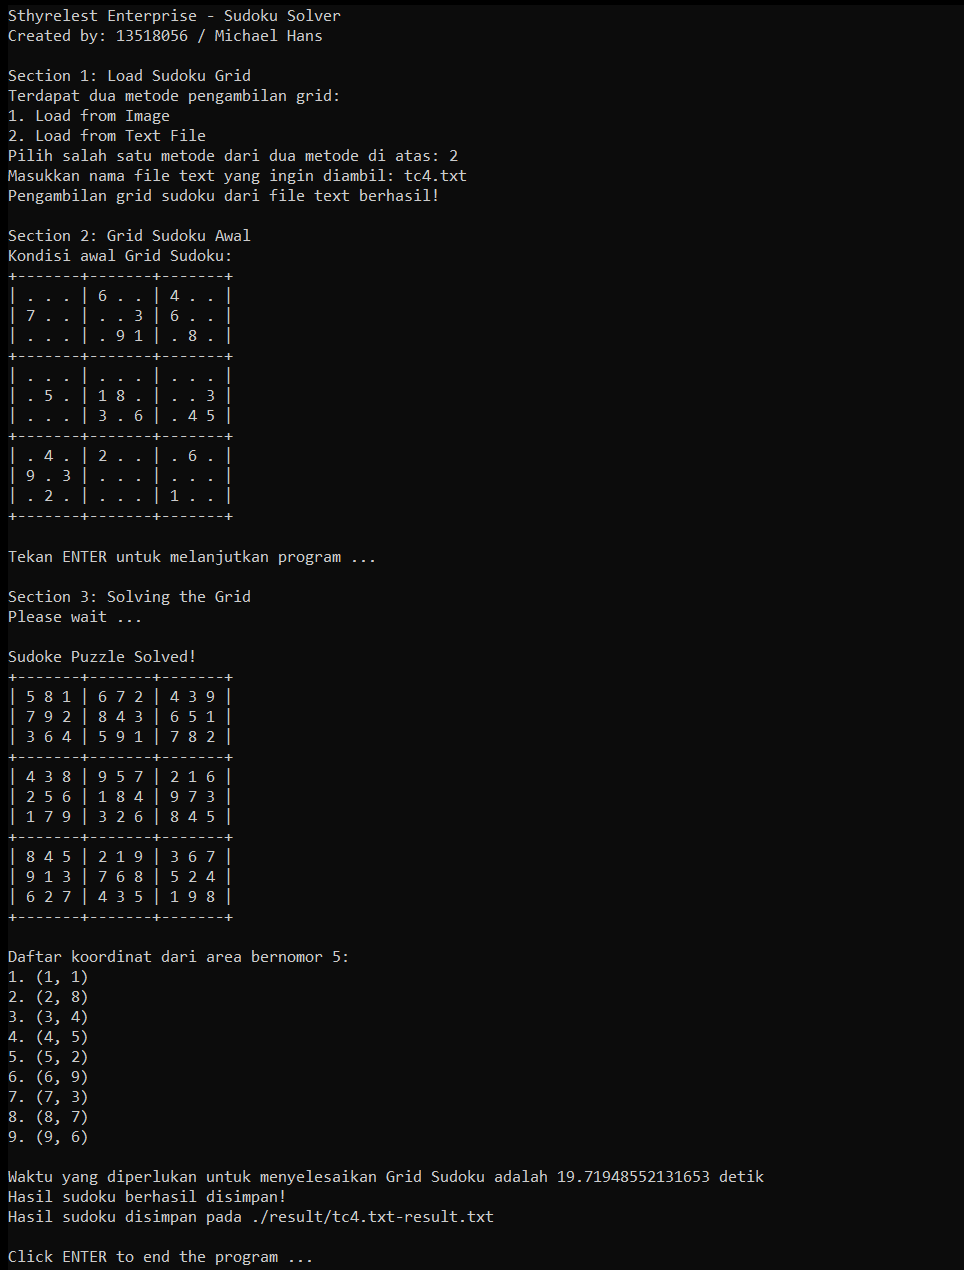 Sthyrelest Enterprise - Sudoku Solver
Created by: 13518056 / Michael Hans
Section 1: Load Sudoku Grid
Terdapat dua metode pengambilan grid:
1. Load from Image
2. Load from Text File
Pilih salah satu metode dari dua metode di atas: 2
Masukkan nama file text yang ingin diambil: tc4.txt
Pengambilan grid sudoku dari file text berhasil!
Section 2: Grid Sudoku Awal
Kondisi awal Grid Sudoku:
+-------+-------+-------+
| . . . | 6 . . | 4 . . |
| 7 . . | . . 3 | 6 . . |
| . . . | . 9 1 | . 8 . |
+-------+-------+-------+
| . . . | . . . | . . . |
| . 5 . | 1 8 . | . . 3 |
| . . . | 3 . 6 | . 4 5 |
+-------+-------+-------+
| . 4 . | 2 . . | . 6 . |
| 9 . 3 | . . . | . . . |
| . 2 . | . . . | 1 . . |
+-------+-------+-------+
Tekan ENTER untuk melanjutkan program ...
Section 3: Solving the Grid
Please wait ...
Sudoke Puzzle Solved!
+-------+-------+-------+
| 5 8 1 | 6 7 2 | 4 3 9 |
| 7 9 2 | 8 4 3 | 6 5 1 |
| 3 6 4 | 5 9 1 | 7 8 2 |
+-------+-------+-------+
| 4 3 8 | 9 5 7 | 2 1 6 |
| 2 5 6 | 1 8 4 | 9 7 3 |
| 1 7 9 | 3 2 6 | 8 4 5 |
+-------+-------+-------+
| 8 4 5 | 2 1 9 | 3 6 7 |
| 9 1 3 | 7 6 8 | 5 2 4 |
| 6 2 7 | 4 3 5 | 1 9 8 |
+-------+-------+-------+
Daftar koordinat dari area bernomor 5:
1. (1, 1)
2. (2, 8)
3. (3, 4)
4. (4, 5)
5. (5, 2)
6. (6, 9)
7. (7, 3)
8. (8, 7)
9. (9, 6)
Waktu yang diperlukan untuk menyelesaikan Grid Sudoku adalah 19.71948552131653 detik
Hasil sudoku berhasil disimpan!
Hasil sudoku disimpan pada ./result/tc4.txt-result.txt
Click ENTER to end the program ...